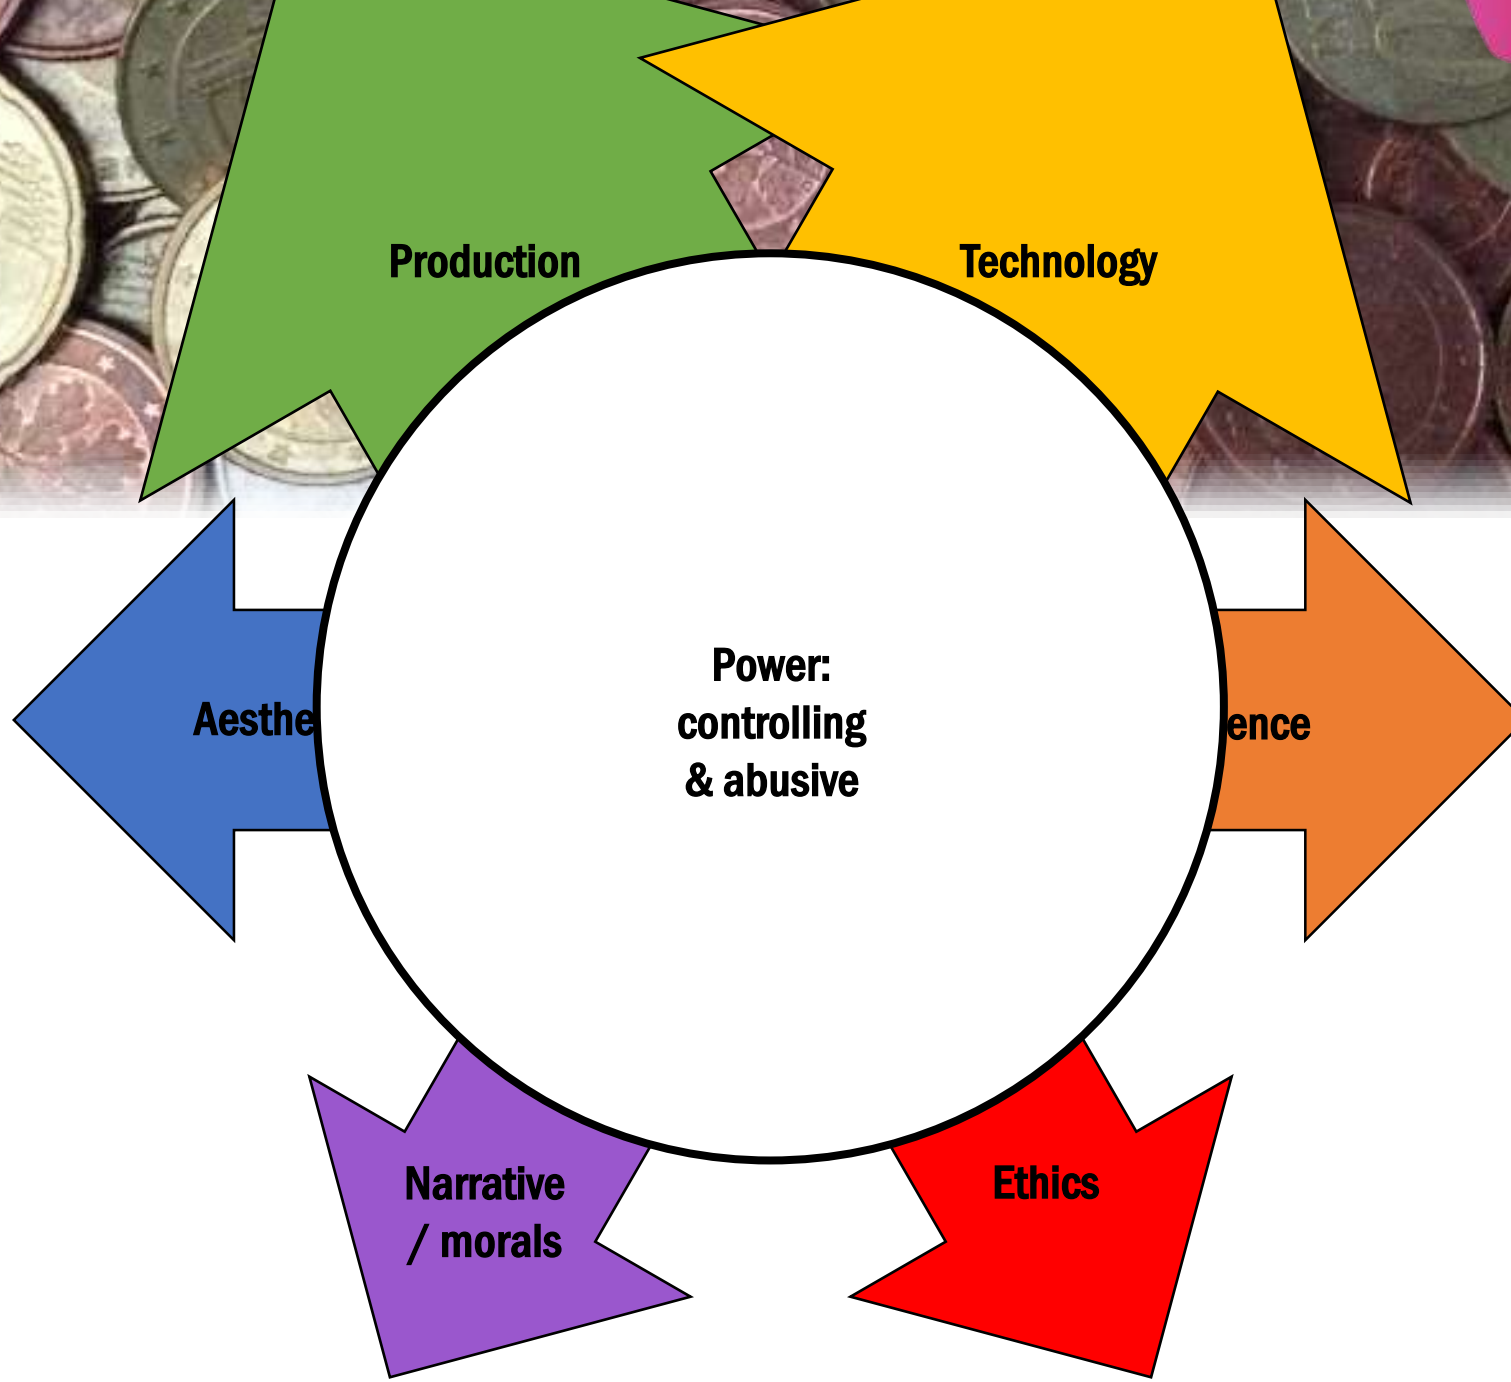 Production
Technology
Power:
controlling
& abusive
Aesthe
ence
Narrative
/ morals
Ethics